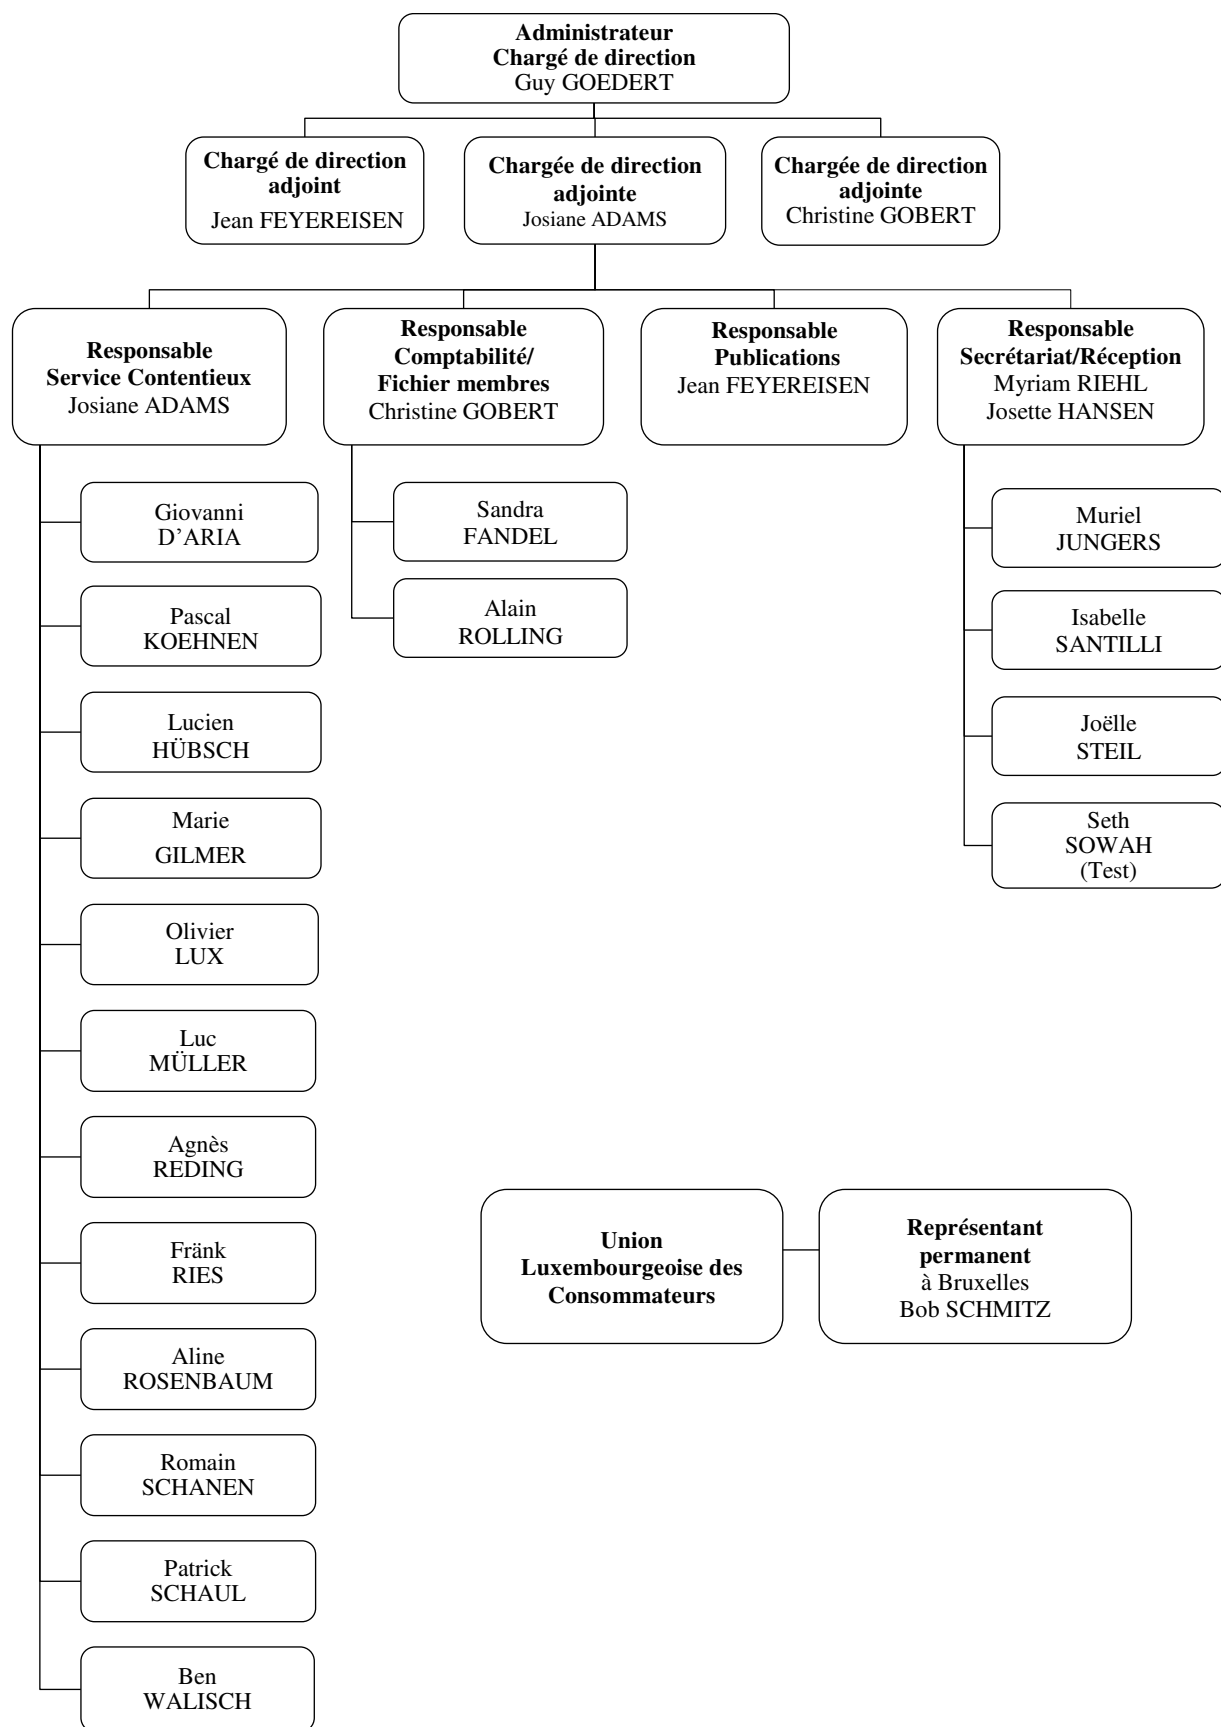 Administrateur
Chargé de direction
Guy GOEDERT
Chargé de direction
adjoint
Jean FEYEREISEN
Chargée de direction
adjointe
Josiane ADAMS
Chargée de direction
adjointe
Christine GOBERT
Responsable
Service Contentieux
Josiane ADAMS
Responsable
Comptabilité/
Fichier membres
Christine GOBERT
Responsable
Publications
Jean FEYEREISEN
Responsable
Secrétariat/Réception
Myriam RIEHL
Josette HANSEN
Giovanni
D’ARIA
Pascal
KOEHNEN
Lucien
HÜBSCH
Marie
GILMER
Olivier
LUX
Luc
MÜLLER
Agnès
REDING
Fränk
RIES
Aline
ROSENBAUM
Romain
SCHANEN
Patrick
SCHAUL
Ben
WALISCH
Sandra
FANDEL
Alain
ROLLING
Muriel
JUNGERS
Isabelle
SANTILLI
Joëlle
STEIL
Seth
SOWAH
(Test)
Union
Luxembourgeoise des
Consommateurs
Représentant
permanent
à Bruxelles
Bob SCHMITZ